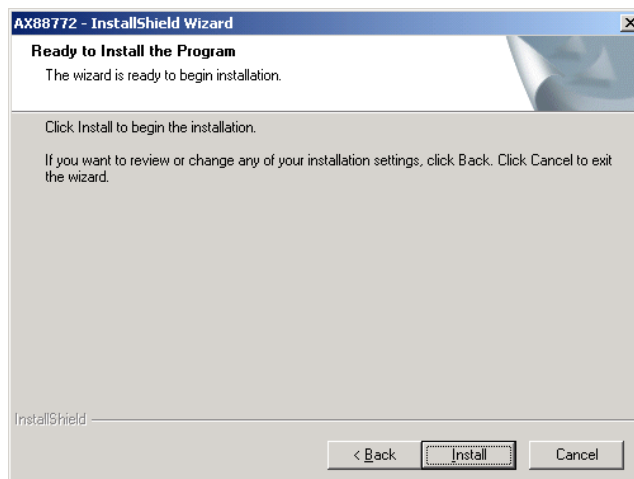 AX88772 - InstallShield Wizard
Ready to Install the Program
The wizard is ready to begin installation.
Click Install to begin the installation.
If you want to review or change any of your installation settings, click Back. Click Cancel to exit
the wizard.
InstallShield
< Back Install Cancel